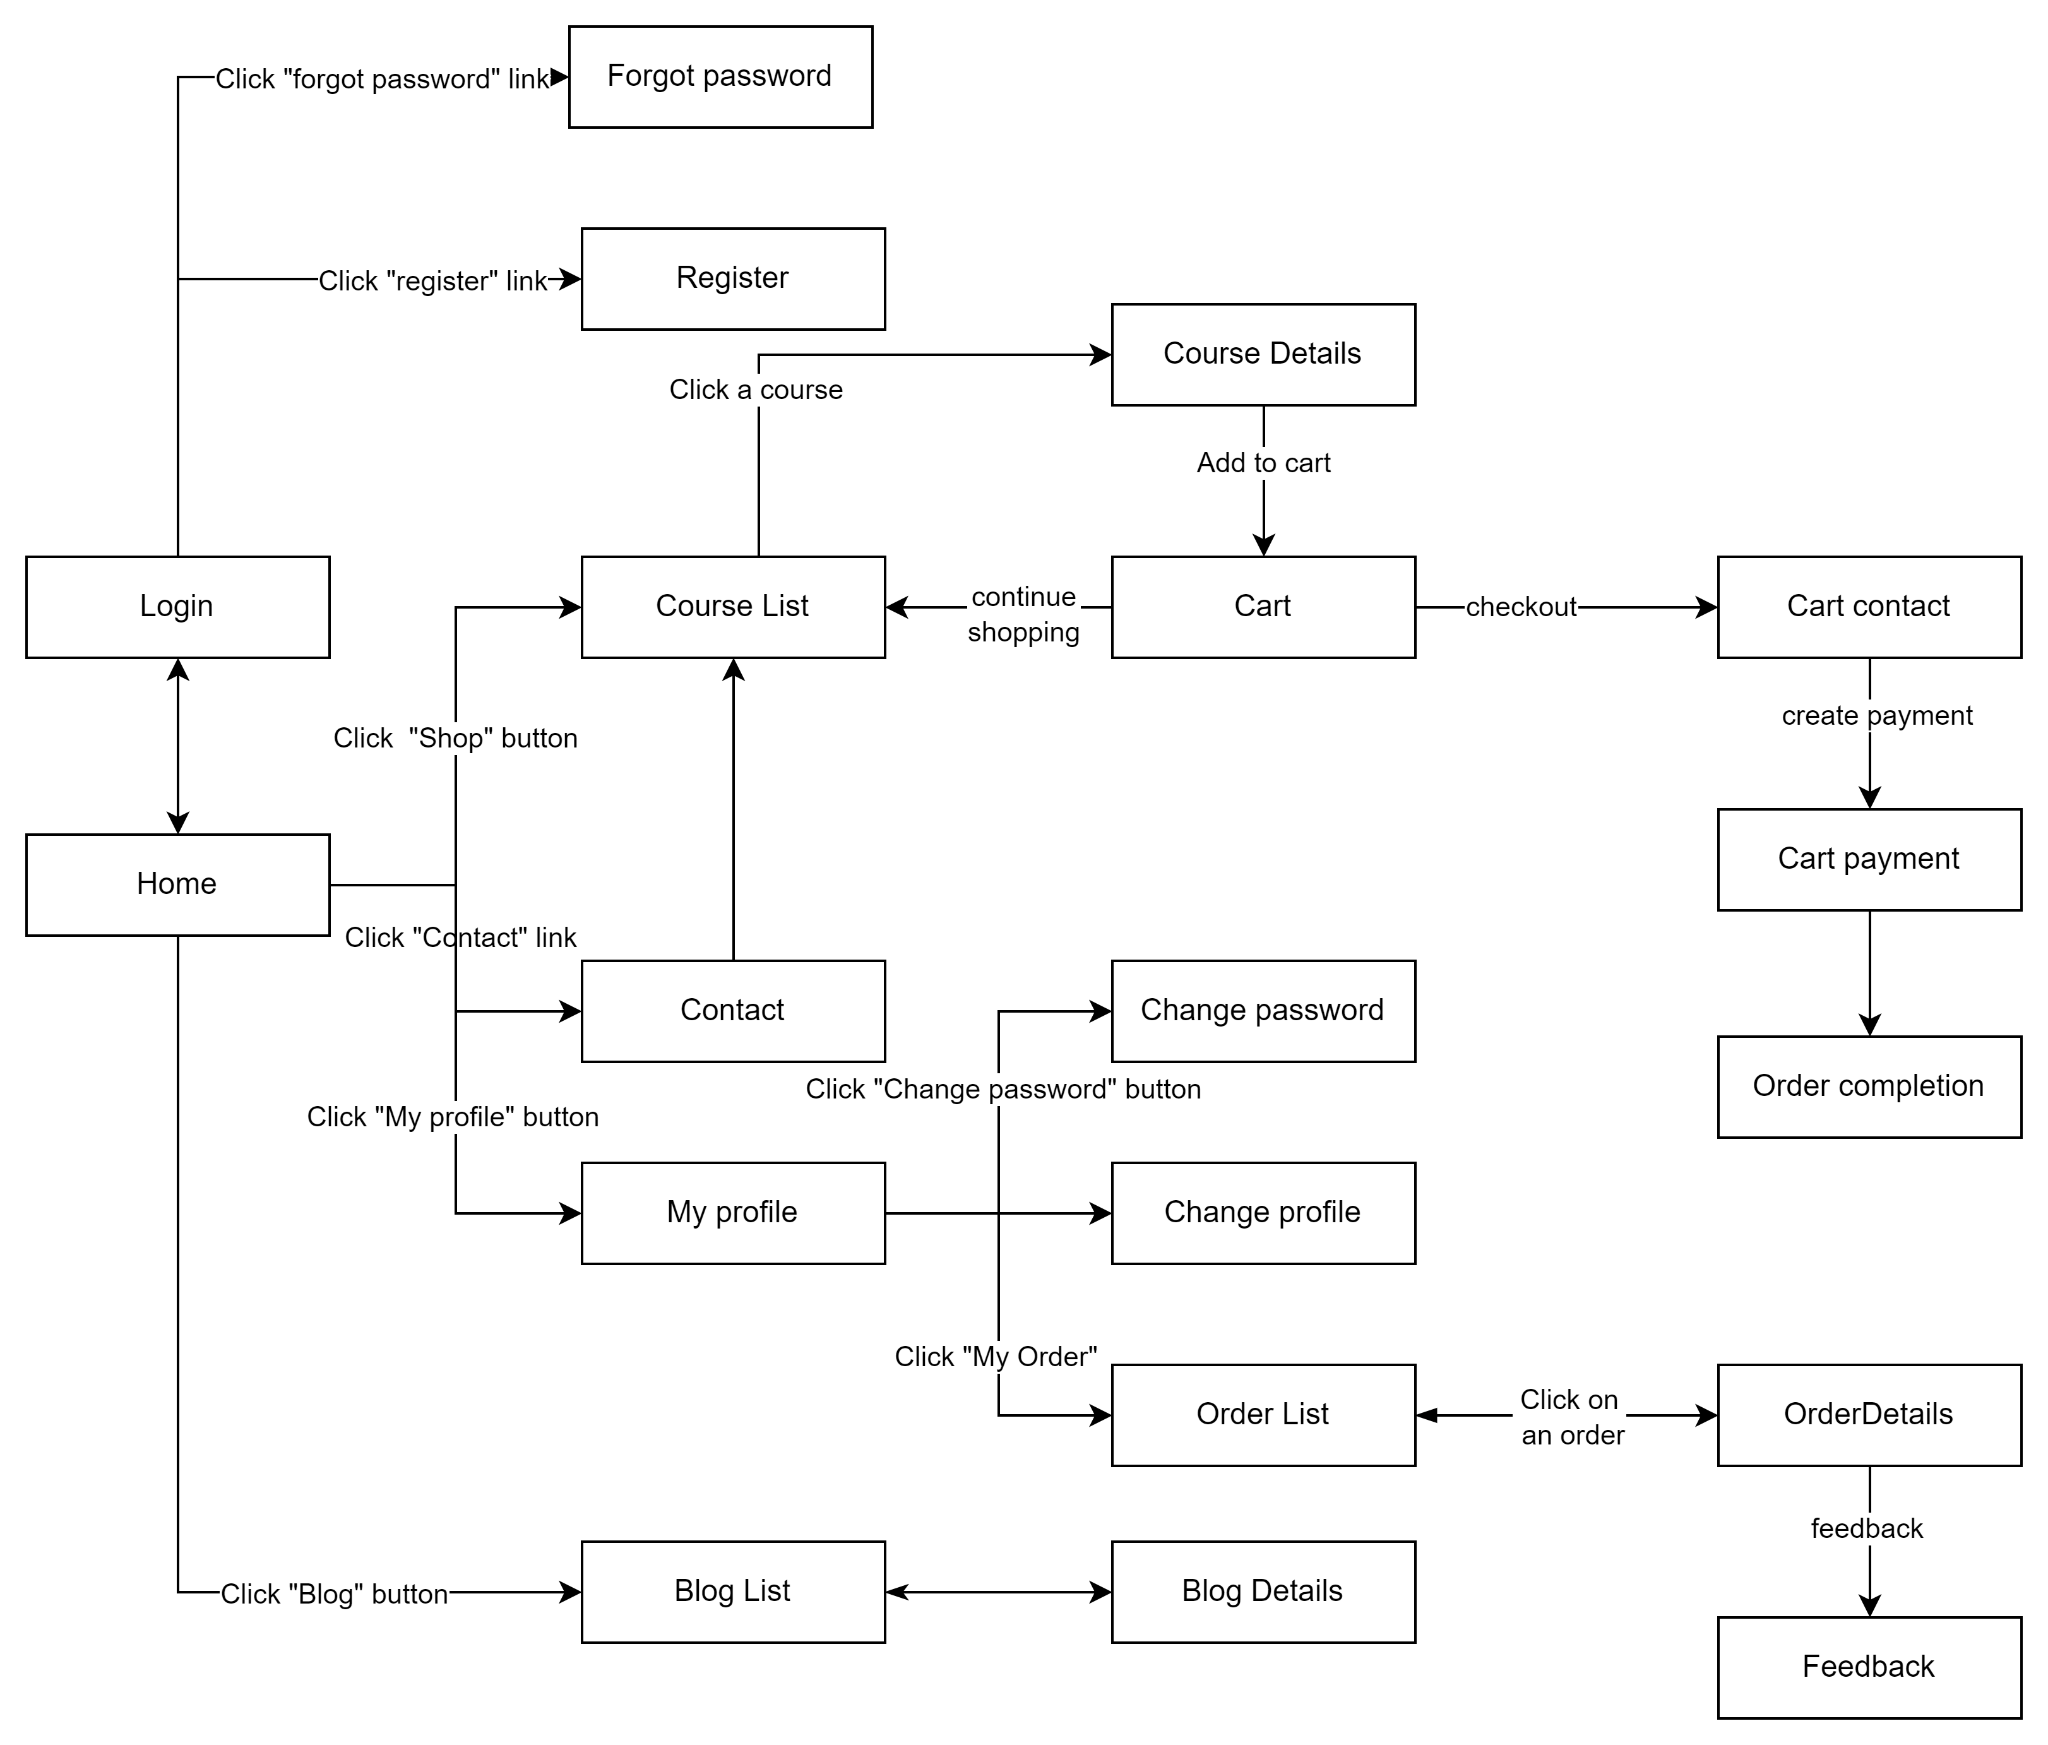 Click "forgot password" link
Forgot password
Click "register" link
Register
Course Details
Click a course
Add to cart
Login
Course List
continue
shopping
Cart
checkout
Cart contact
create payment
Click  "Shop" button
Cart payment
Home
Click "Contact" link
Contact
Change password
Order completion
Click "Change password" button
Click "My profile" button
My profile
Change profile
Click "My Order"
Order List
Click on
an order
OrderDetails
feedback
Click "Blog" button
Blog List
Blog Details
Feedback